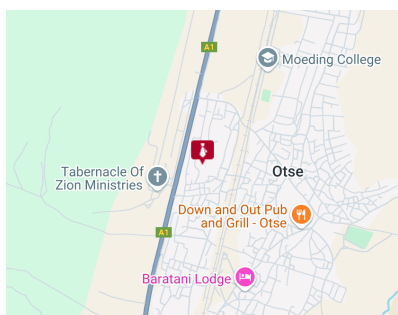 A1
Moeding College
Tabernacle Of
Zion Ministries
Otse
Down and Out Pub
and Grill - Otse
A1
Baratani Lodge